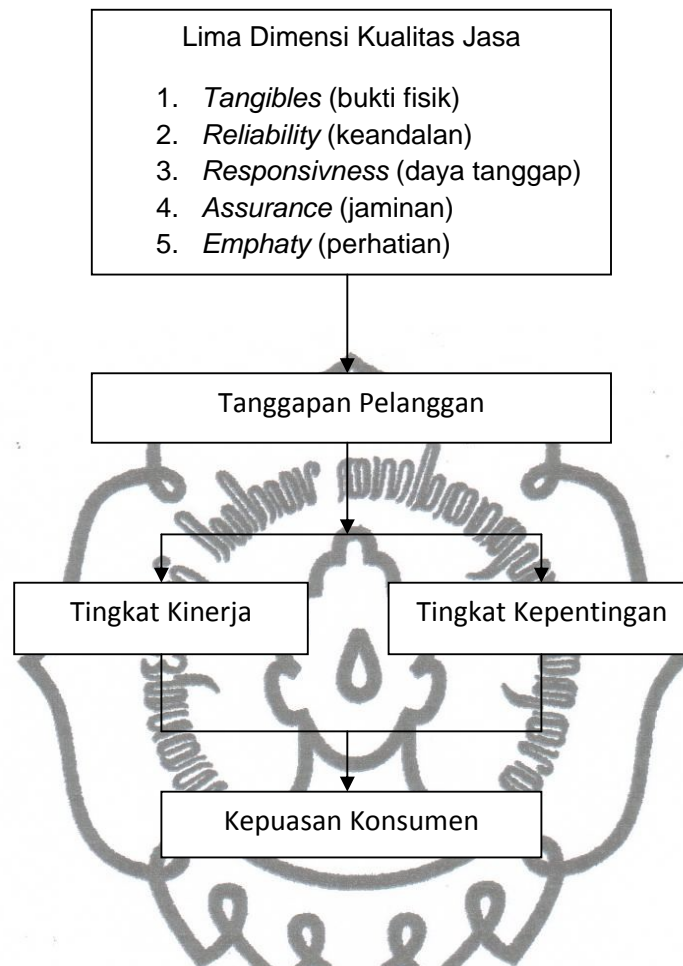 Lima Dimensi Kualitas Jasa
1. Tangibles (bukti fisik)
2. Reliability (keandalan)
3. Responsivness (daya tanggap)
4. Assurance (jaminan)
5. Emphaty (perhatian)
Tanggapan Pelanggan
Tingkat Kinerja
Tingkat Kepentingan
Kepuasan Konsumen